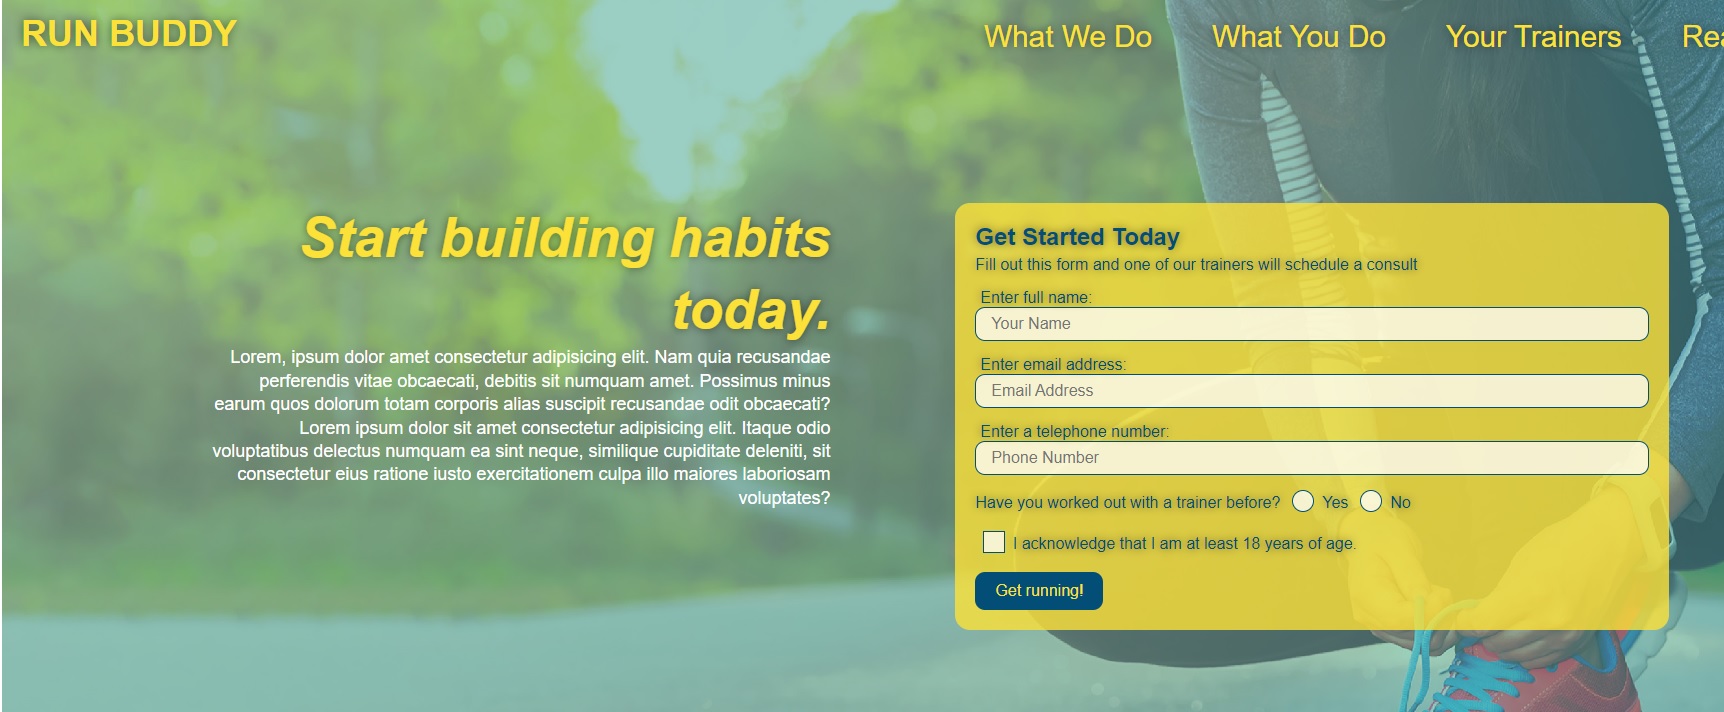 RUN BUDDY
What We Do
What You Do
Your Trainers
Start building habits
today.
Lorem, ipsum dolor amet consectetur adipisicing elit. Nam quia recusandae
perferendis vitae obcaecati, debitis sit numquam amet. Possimus minus
earum quos dolorum totam corporis alias suscipit recusandae odit obcaecati?
Lorem ipsum dolor sit amet consectetur adipisicing elit. Itaque odio
voluptatibus delectus numquam ea sint neque, similique cupiditate deleniti, sit
consectetur eius ratione iusto exercitationem culpa illo maiores laboriosam
voluptates?
Get Started Today
Fill out this form and one of our trainers will schedule a consult
Enter full name:
Your Name
Enter email address:
Email Address
Enter a telephone number:
Phone Number
Have you worked out with a trainer before? Yes No
I acknowledge that I am at least 18 years of age.
Get running!